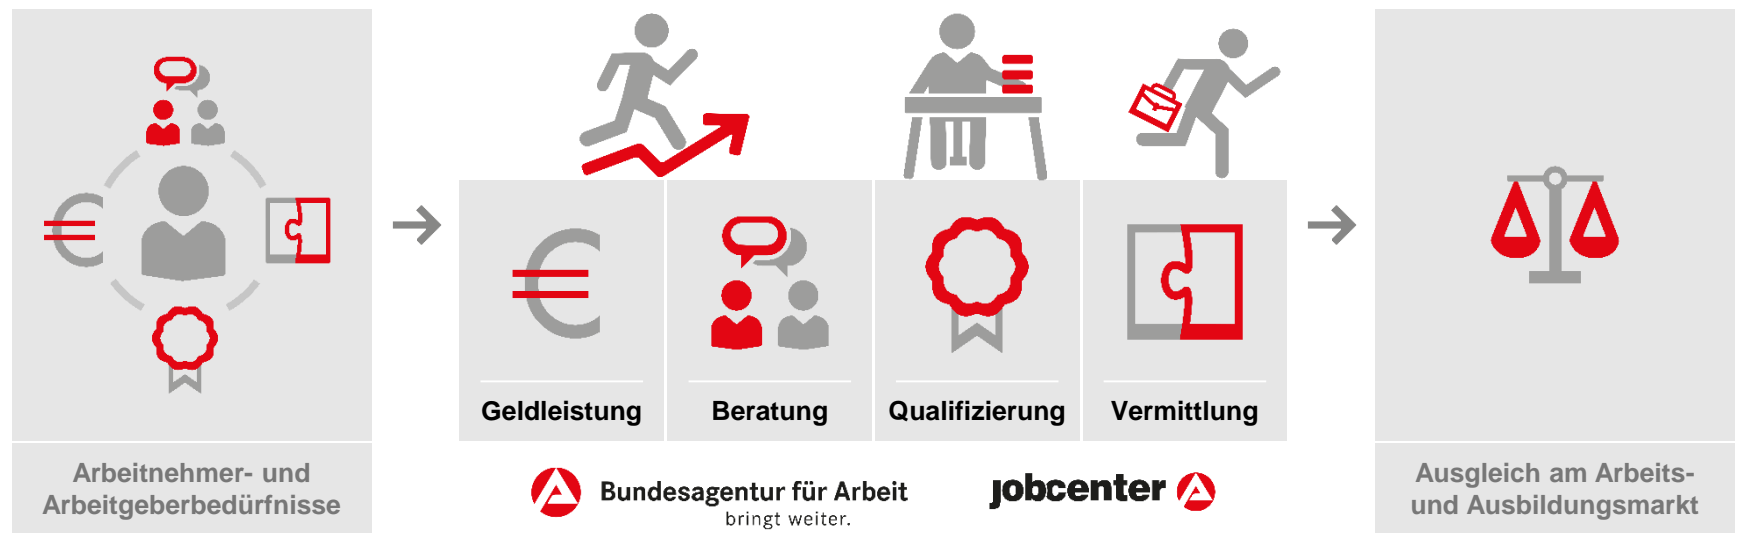 Geldleistung
Beratung
Qualifizierung
Vermittlung
Arbeitnehmer- und
Arbeitgeberbedürfnisse
Bundesagentur für Arbeit
bringt weiter.
jobcenter
Ausgleich am Arbeits-
und Ausbildungsmarkt